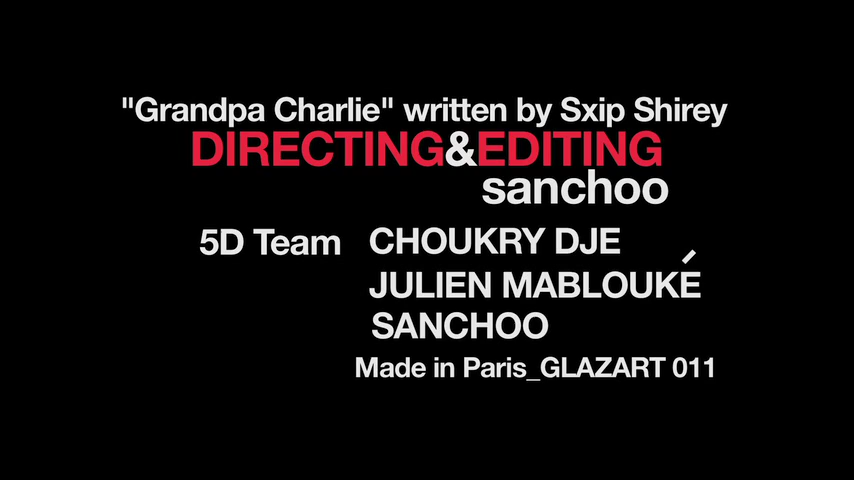 "Grandpa Charlie" written by Sxip Shirey
DIRECTING&EDITING
sanchoo
5D Team CHOUKRY DJE
JULIEN MABLOUKÉ
SANCHOO
Made in Paris_GLAZART 011